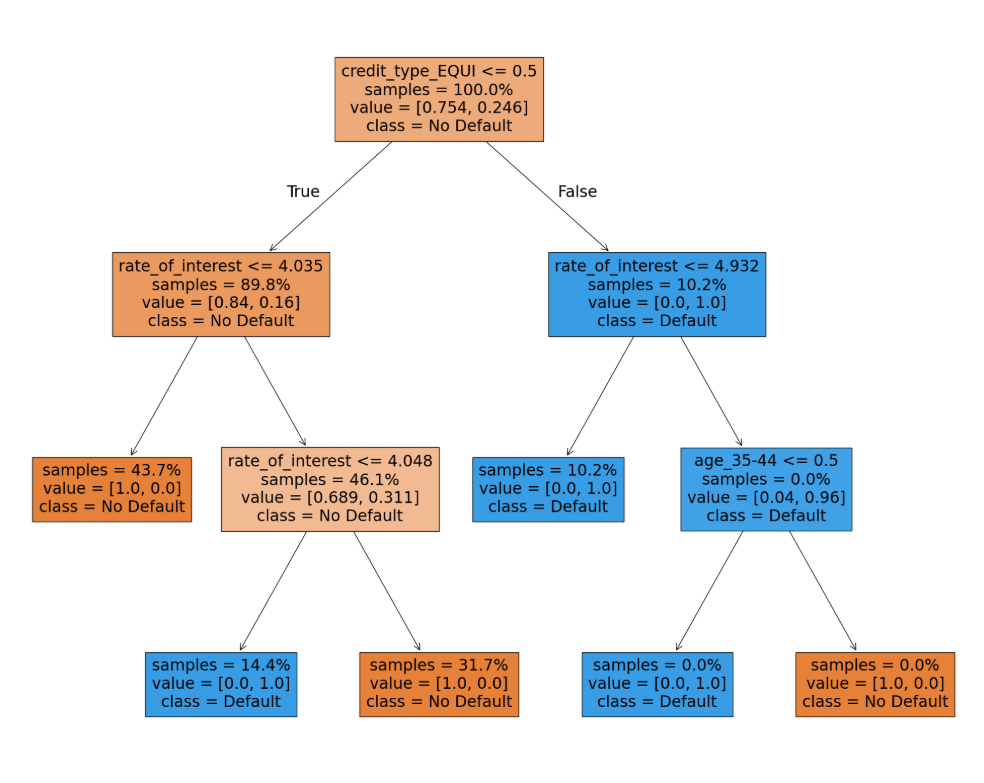 credit_type_EQUI <= 0.5
samples = 100.0%
value = [0.754, 0.246]
class = No Default
True
False
rate_of_interest <= 4.035
samples = 89.8%
value = [0.84, 0.16]
class = No Default
rate_of_interest <= 4.932
samples = 10.2%
value = [0.0, 1.0]
class = Default
samples = 43.7%
value = [1.0, 0.0]
class = No Default
rate_of_interest <= 4.048
samples = 46.1%
value = [0.689, 0.311]
class = No Default
samples = 10.2%
value = [0.0, 1.0]
class = Default
age_35-44 <= 0.5
samples = 0.0%
value = [0.04, 0.96]
class = Default
samples = 14.4%
value = [0.0, 1.0]
class = Default
samples = 31.7%
value = [1.0, 0.0]
class = No Default
samples = 0.0%
value = [0.0, 1.0]
class = Default
samples = 0.0%
value = [1.0, 0.0]
class = No Default